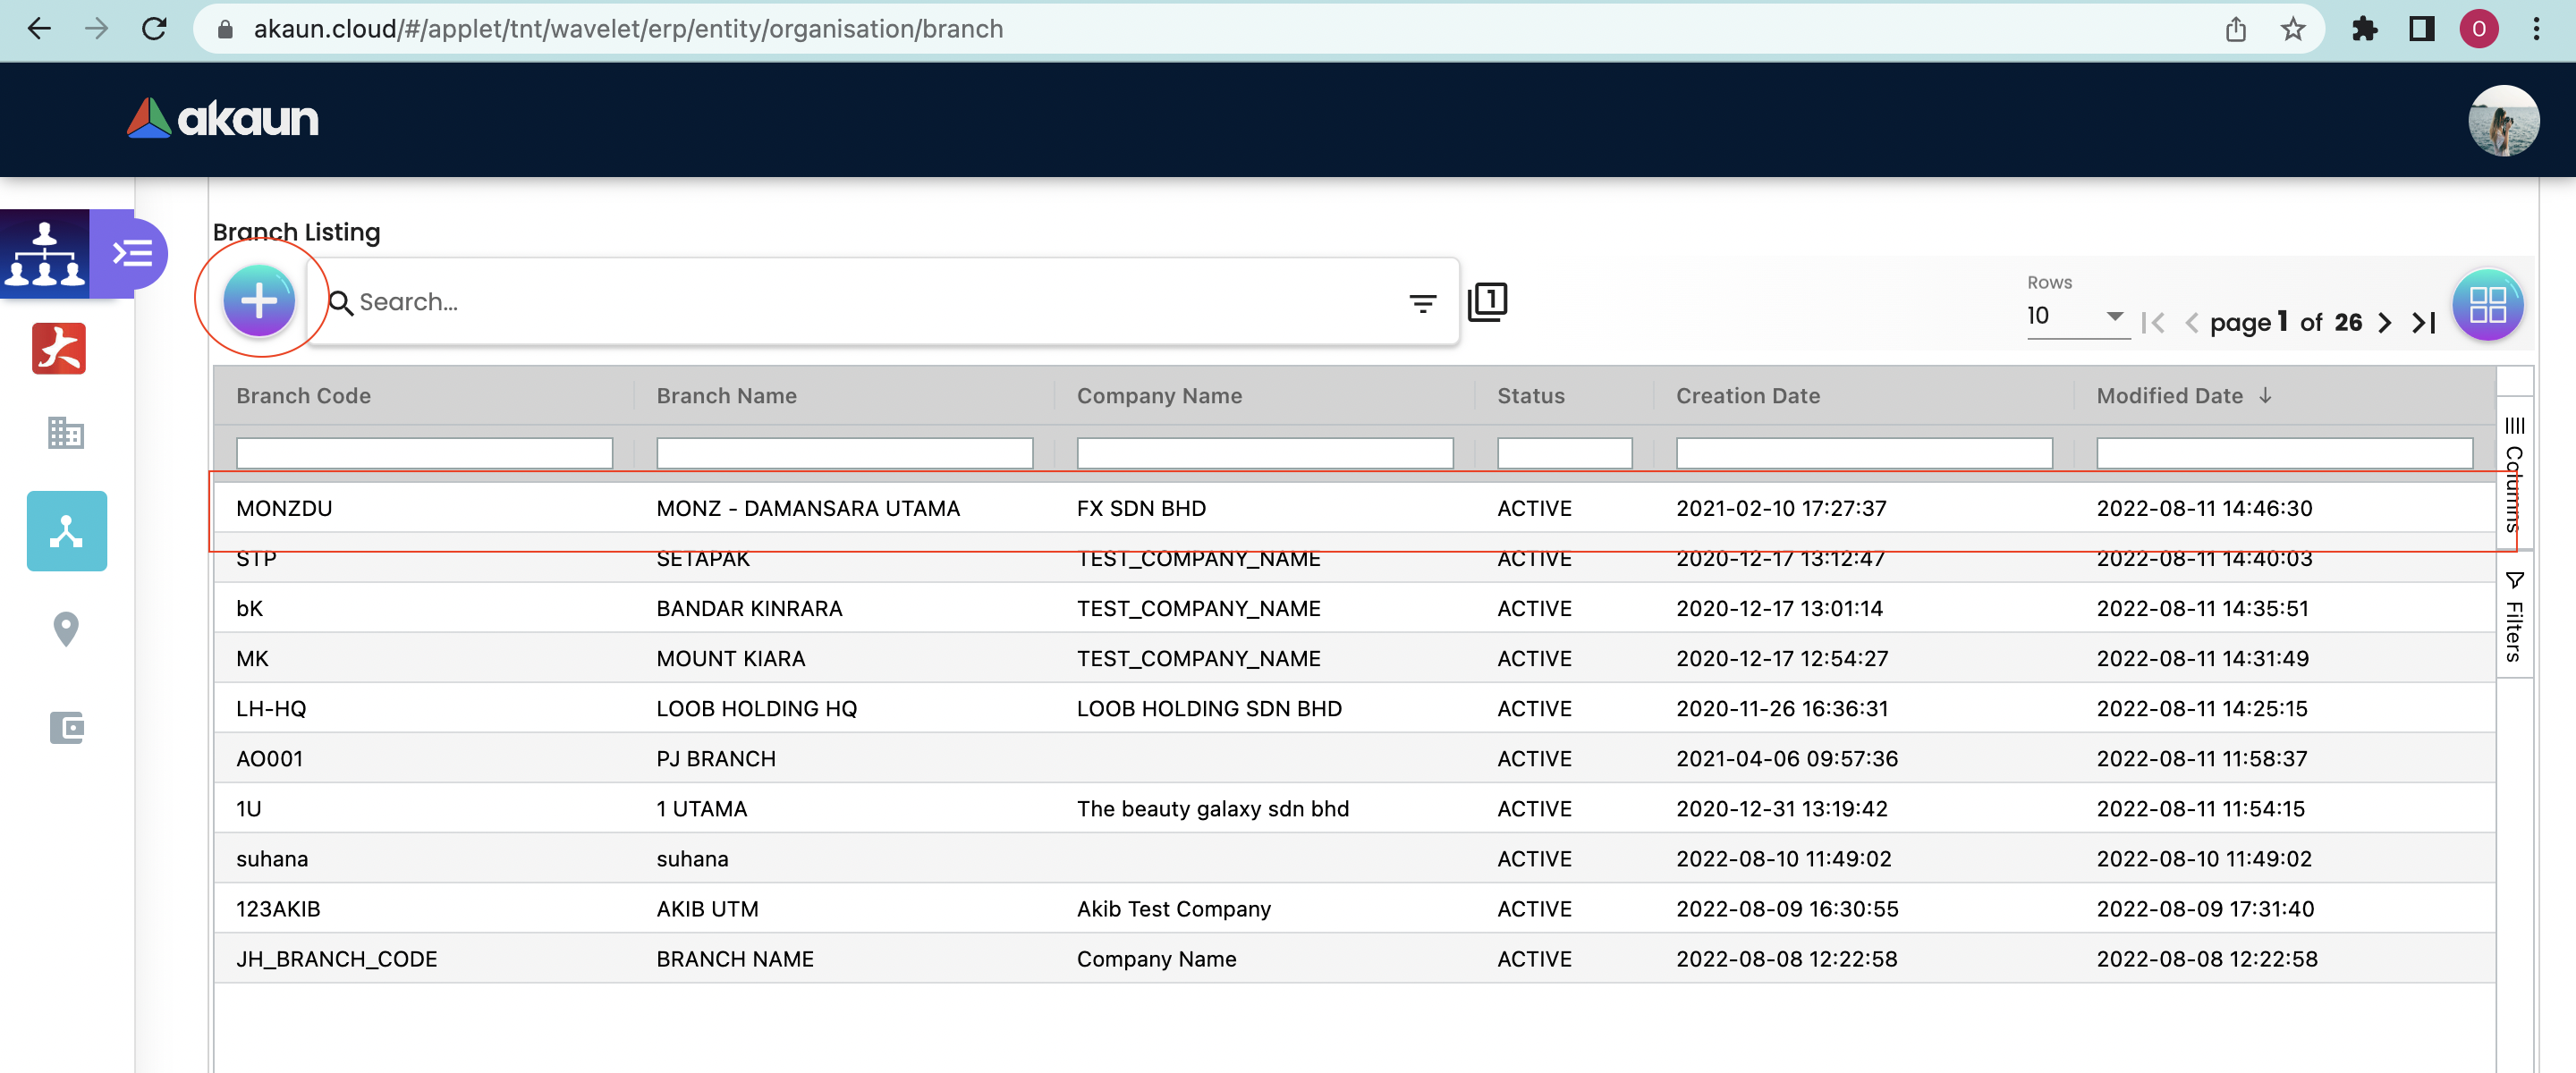 akaun.cloud/#/applet/tnt/wavelet/erp/entity/organisation/branch
O
akaun
Branch Listing
Search...
1
Rows
10
page 1 of 26
Branch Code Branch Name Company Name Status Creation Date Modified Date
Columns
Filters
MONZDU MONZ - DAMANSARA UTAMA FX SDN BHD ACTIVE 2021-02-10 17:27:37 2022-08-11 14:46:30
STP SETAPAK TEST_COMPANY_NAME ACTIVE 2020-12-17 13:12:47 2022-08-11 14:40:03
bK BANDAR KINRARA TEST_COMPANY_NAME ACTIVE 2020-12-17 13:01:14 2022-08-11 14:35:51
MK MOUNT KIARA TEST_COMPANY_NAME ACTIVE 2020-12-17 12:54:27 2022-08-11 14:31:49
LH-HQ LOOB HOLDING HQ LOOB HOLDING SDN BHD ACTIVE 2020-11-26 16:36:31 2022-08-11 14:25:15
AO001 PJ BRANCH ACTIVE 2021-04-06 09:57:36 2022-08-11 11:58:37
1U 1 UTAMA The beauty galaxy sdn bhd ACTIVE 2020-12-31 13:19:42 2022-08-11 11:54:15
suhana suhana ACTIVE 2022-08-10 11:49:02 2022-08-10 11:49:02
123AKIB AKIB UTM Akib Test Company ACTIVE 2022-08-09 16:30:55 2022-08-09 17:31:40
JH_BRANCH_CODE BRANCH NAME Company Name ACTIVE 2022-08-08 12:22:58 2022-08-08 12:22:58